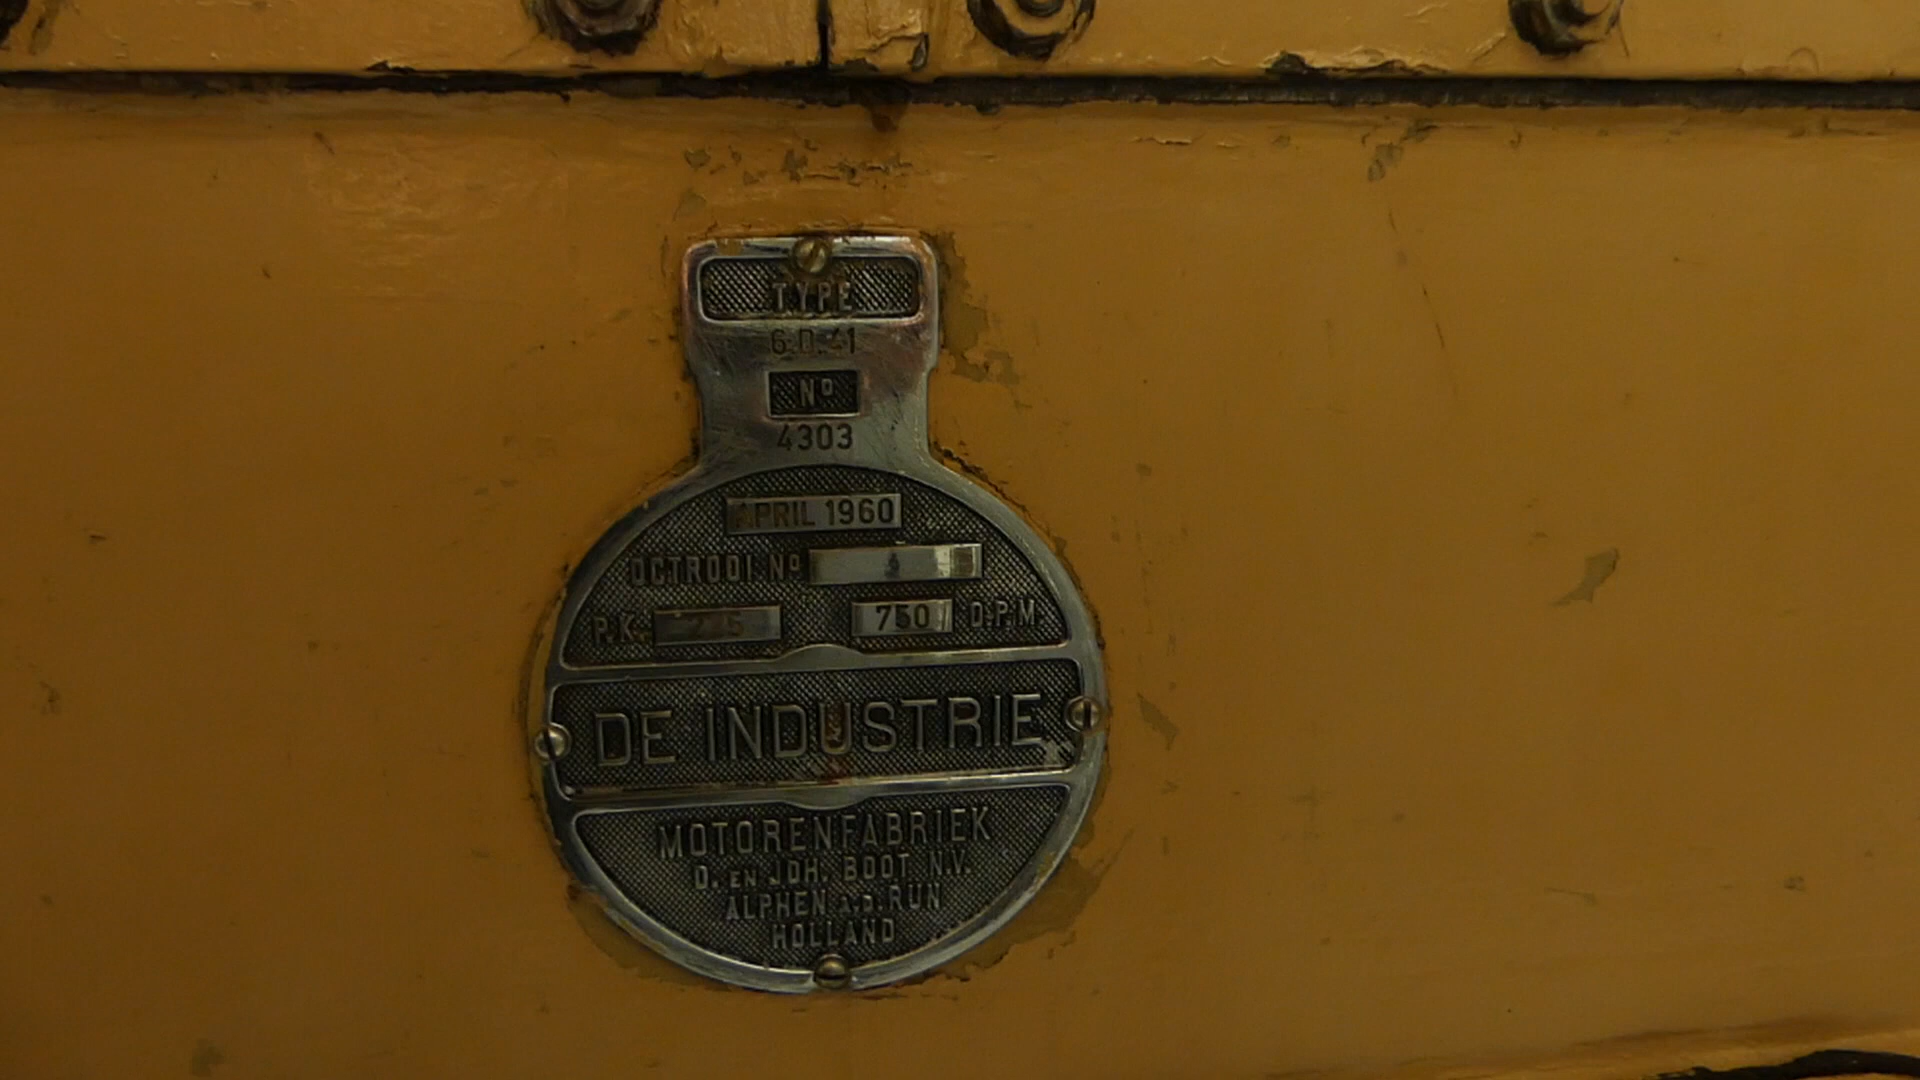 TYPE
6.D.41
Nº
4303
APRIL 1960
OCTROOI Nº
P.K. 225 750 O.P.M.
DE INDUSTRIE
MOTORENFABRIEK
D. EN JOH. BOOT N.V.
ALPHEN A.D. RIJN
HOLLAND